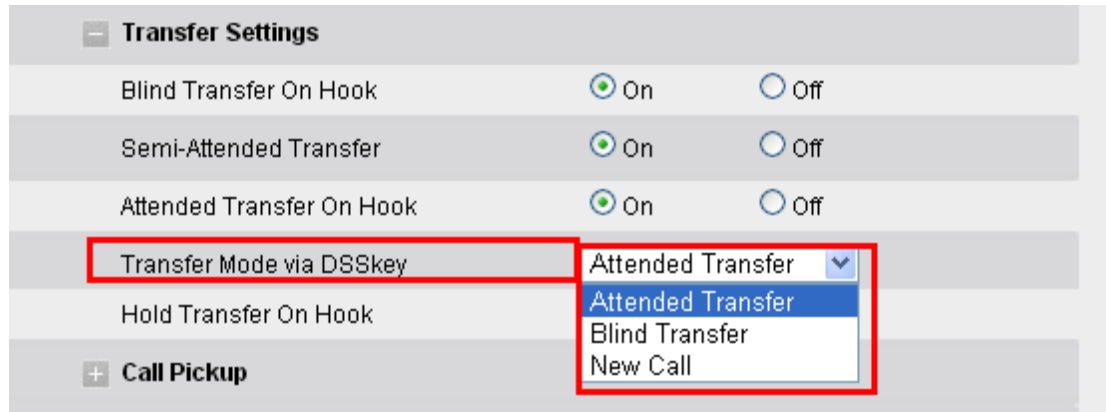 Transfer Settings
Blind Transfer On Hook On Off
Semi-Attended Transfer On Off
Attended Transfer On Hook On Off
Transfer Mode via DSSkey Attended Transfer
Attended Transfer
Hold Transfer On Hook
Blind Transfer
New Call
Call Pickup